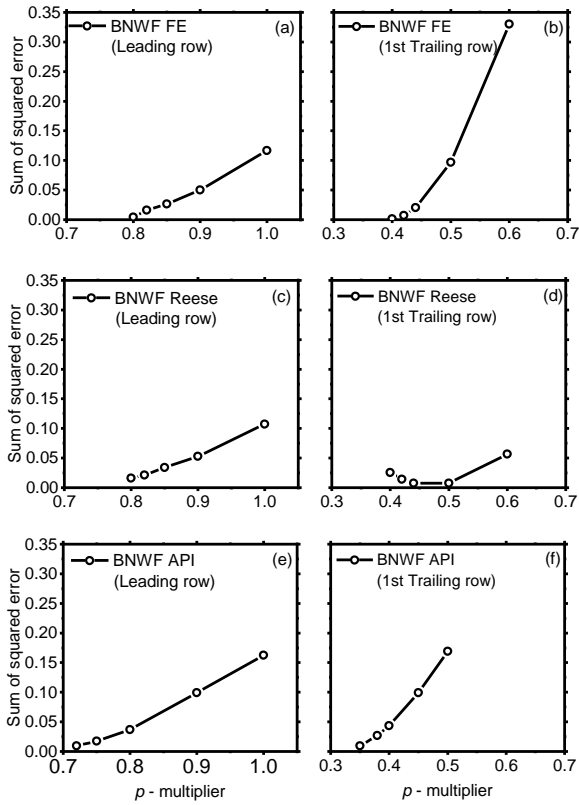 0.35
0.30
0.25
0.20
0.15
0.10
0.05
0.00
Sum of squared error
BNWF FE
(Leading row)
(a)
0.7 0.8 0.9 1.0
BNWF FE
(1st Trailing row)
(b)
0.3 0.4 0.5 0.6 0.7
0.35
0.30
0.25
0.20
0.15
0.10
0.05
0.00
Sum of squared error
BNWF Reese
(Leading row)
(c)
0.7 0.8 0.9 1.0
BNWF Reese
(1st Trailing row)
(d)
0.3 0.4 0.5 0.6 0.7
0.35
0.30
0.25
0.20
0.15
0.10
0.05
0.00
Sum of squared error
BNWF API
(Leading row)
(e)
0.7 0.8 0.9 1.0
p - multiplier
BNWF API
(1st Trailing row)
(f)
0.3 0.4 0.5 0.6 0.7
p - multiplier